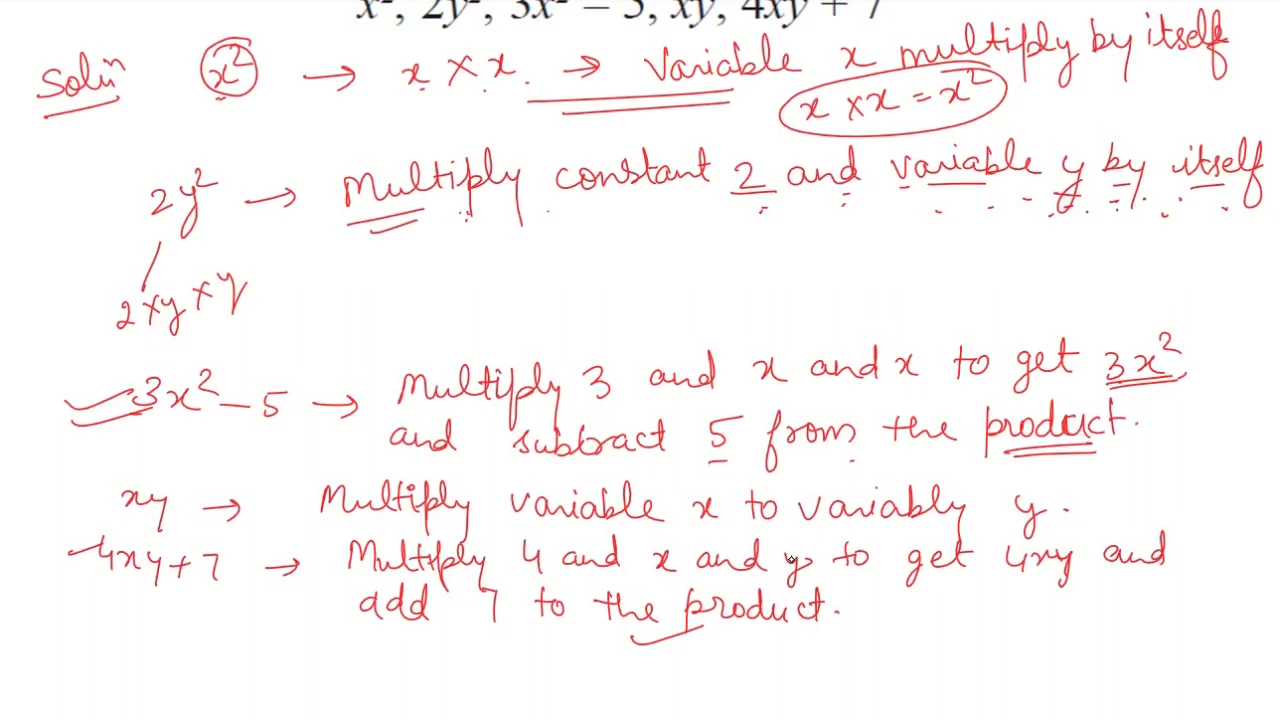 x², 2y², 3x² – 5, xy, 4xy + 7
Soln x² → x × x. → Variable x multiply by itself
x × x = x²
2y² → Multiply constant 2 and variable y by itself
2 × y × y
3x² – 5 → Multiply 3 and x and x to get 3x²
and subtract 5 from the product.
xy → Multiply variable x to variably y.
4xy + 7 → Multiply 4 and x and y to get 4xy and
add 7 to the product.